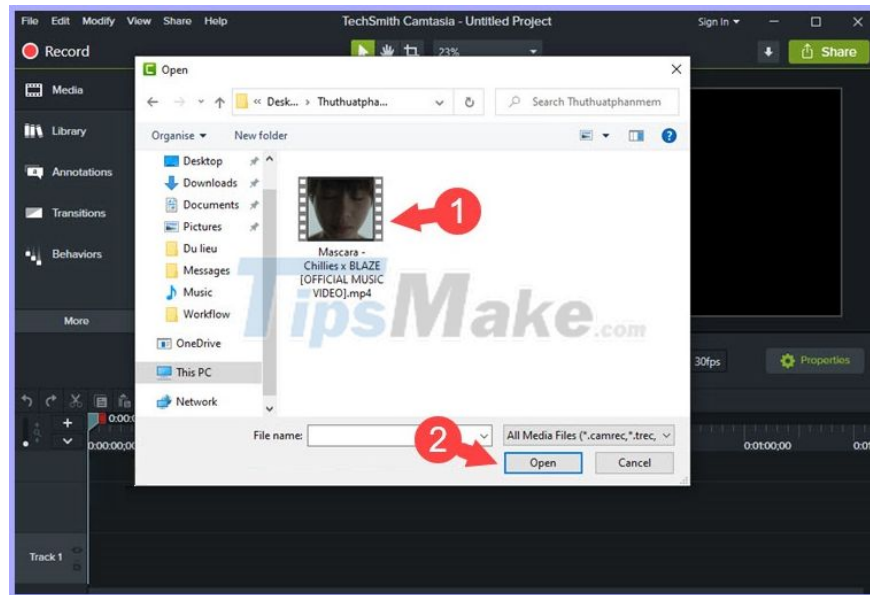 File Edit Modify View Share Help TechSmith Camtasia - Untitled Project Sign In
Record 23% Share
Open
Media
« Desk... › Thuthuatpha... Search Thuthuatphanmem
Library
Organise New folder
Annotations
Desktop
Downloads
Documents
Transitions
Pictures
Du lieu
Behaviors
Messages
Music
Workflow
More
OneDrive
This PC
Network
1
Mascara -
Chillies x BLAZE
[OFFICIAL MUSIC
VIDEO].mp4
TipsMake.com
30fps Properties
File name: All Media Files (*.camrec,*.trec,
2
Open Cancel
0:00:00;00 0:01:00;00
Track 1